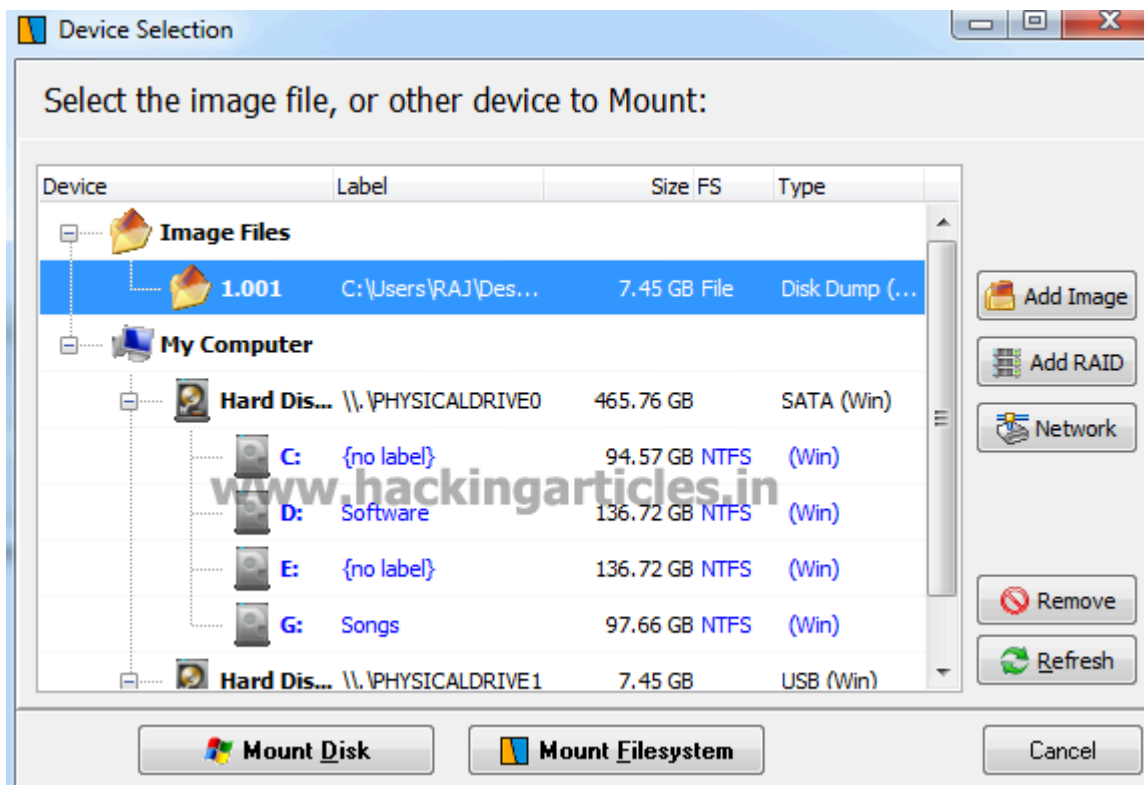 Device Selection
Select the image file, or other device to Mount:
Device Label Size FS Type
Image Files
1.001 C:\Users\RAJ\Des... 7.45 GB File Disk Dump (...
My Computer
Hard Dis... \\.\PHYSICALDRIVE0 465.76 GB SATA (Win)
C: {no label} 94.57 GB NTFS (Win)
www.hackingarticles.in
D: Software 136.72 GB NTFS (Win)
E: {no label} 136.72 GB NTFS (Win)
G: Songs 97.66 GB NTFS (Win)
Hard Dis... \\.\PHYSICALDRIVE1 7.45 GB USB (Win)
Add Image
Add RAID
Network
Remove
Refresh
Mount Disk
Mount Filesystem
Cancel